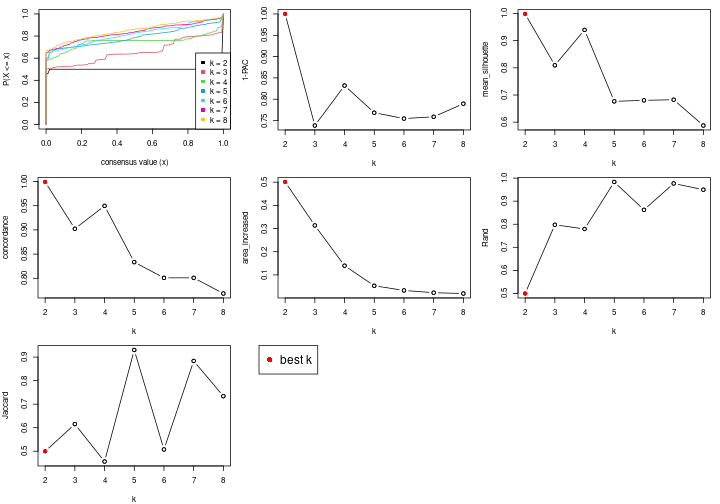 P(X <= x)
0.0 0.2 0.4 0.6 0.8 1.0
k = 2
k = 3
k = 4
k = 5
k = 6
k = 7
k = 8
0.0 0.2 0.4 0.6 0.8 1.0
consensus value (x)
1-PAC
0.75 0.80 0.85 0.90 0.95 1.00
2 3 4 5 6 7 8
k
mean_silhouette
0.6 0.7 0.8 0.9 1.0
2 3 4 5 6 7 8
k
concordance
0.80 0.85 0.90 0.95 1.00
2 3 4 5 6 7 8
k
area_increased
0.1 0.2 0.3 0.4 0.5
2 3 4 5 6 7 8
k
Rand
0.5 0.6 0.7 0.8 0.9 1.0
2 3 4 5 6 7 8
k
Jaccard
0.5 0.6 0.7 0.8 0.9
2 3 4 5 6 7 8
k
best k